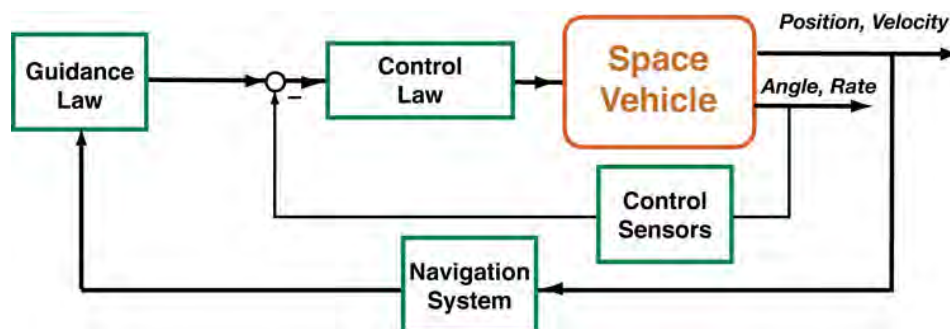 Position, Velocity
Guidance
Law
Control
Law
Space
Vehicle
Angle, Rate
–
Control
Sensors
Navigation
System